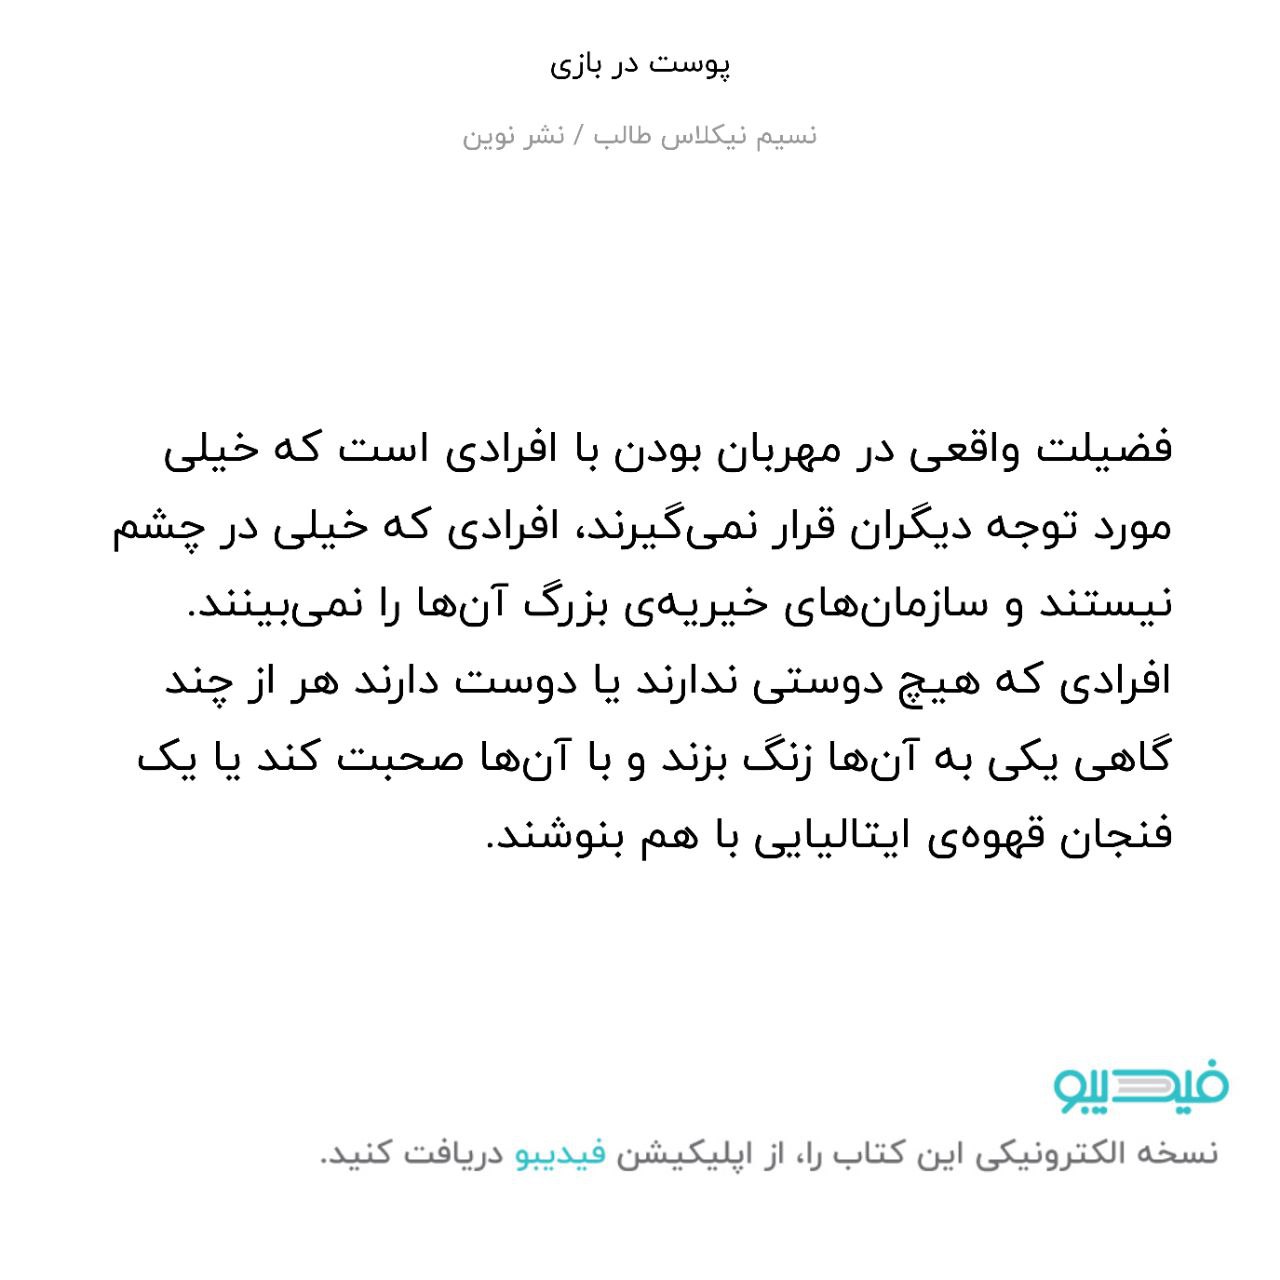 پوست در بازی
نسیم نیکلاس طالب / نشر نوین
فضیلت واقعی در مهربان بودن با افرادی است که خیلی
مورد توجه دیگران قرار نمی‌گیرند، افرادی که خیلی در چشم
نیستند و سازمان‌های خیریه‌ی بزرگ آن‌ها را نمی‌بینند.
افرادی که هیچ دوستی ندارند یا دوست دارند هر از چند
گاهی یکی به آن‌ها زنگ بزند و با آن‌ها صحبت کند یا یک
فنجان قهوه‌ی ایتالیایی با هم بنوشند.
فیدیبو
نسخه الکترونیکی این کتاب را، از اپلیکیشن فیدیبو دریافت کنید.